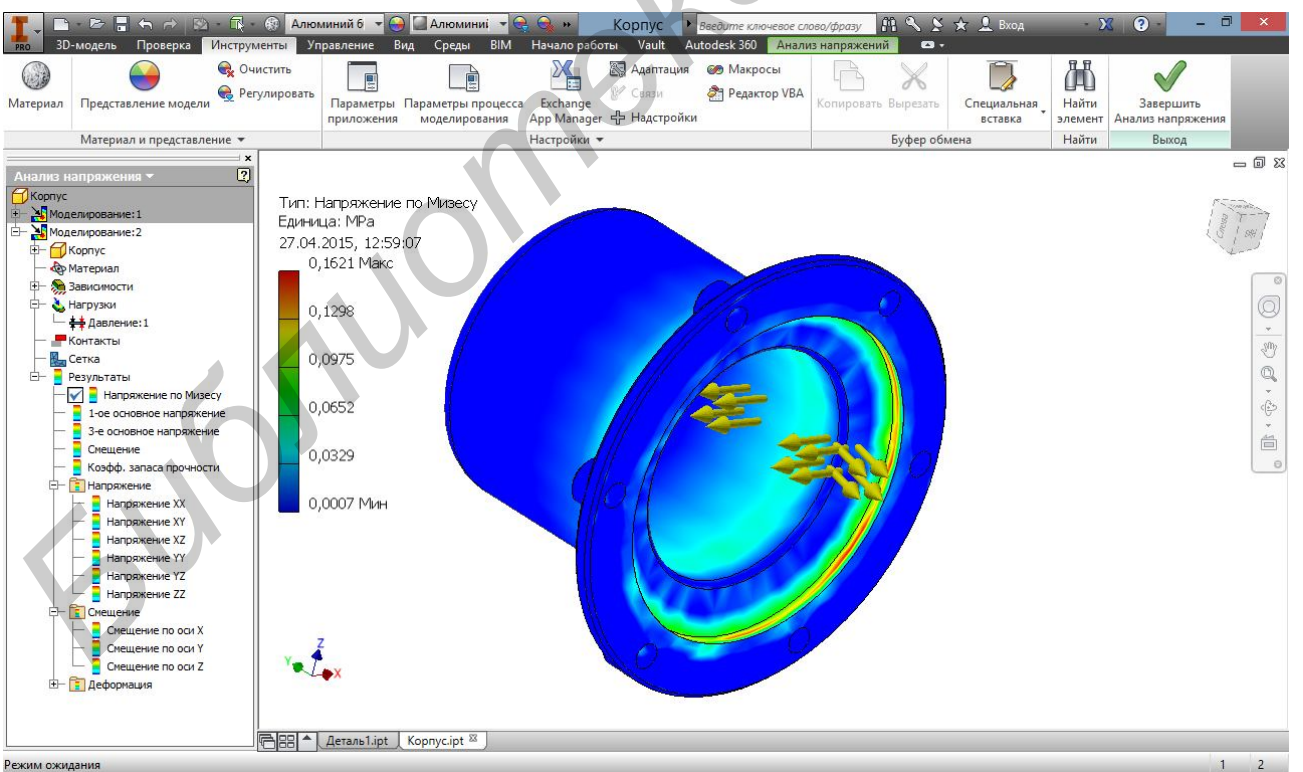 Алюминий 6
Алюминиі
Корпус
Введите ключевое слово/фразу
Вход
PRO
3D-модель Проверка Инструменты Управление Вид Среды BIM Начало работы Vault Autodesk 360 Анализ напряжений
Материал
Представление модели
Очистить
Регулировать
Параметры приложения
Параметры процесса моделирования
Exchange App Manager
Адаптация
Связи
Надстройки
Макросы
Редактор VBA
Копировать
Вырезать
Специальная вставка
Найти элемент
Завершить Анализ напряжения
Материал и представление
Настройки
Буфер обмена
Найти
Выход
Анализ напряжения
Корпус
Моделирование:1
Моделирование:2
Корпус
Материал
Зависимости
Нагрузки
Давление:1
Контакты
Сетка
Результаты
Напряжение по Мизесу
1-ое основное напряжение
3-е основное напряжение
Смещение
Коэфф. запаса прочности
Напряжение
Напряжение XX
Напряжение XY
Напряжение XZ
Напряжение YY
Напряжение YZ
Напряжение ZZ
Смещение
Смещение по оси X
Смещение по оси Y
Смещение по оси Z
Деформация
Тип: Напряжение по Мизесу
Единица: MPa
27.04.2015, 12:59:07
0,1621 Макс
0,1298
0,0975
0,0652
0,0329
0,0007 Мин
Z
Y
X
Слева
Деталь1.ipt
Корпус.ipt
Режим ожидания
1 2